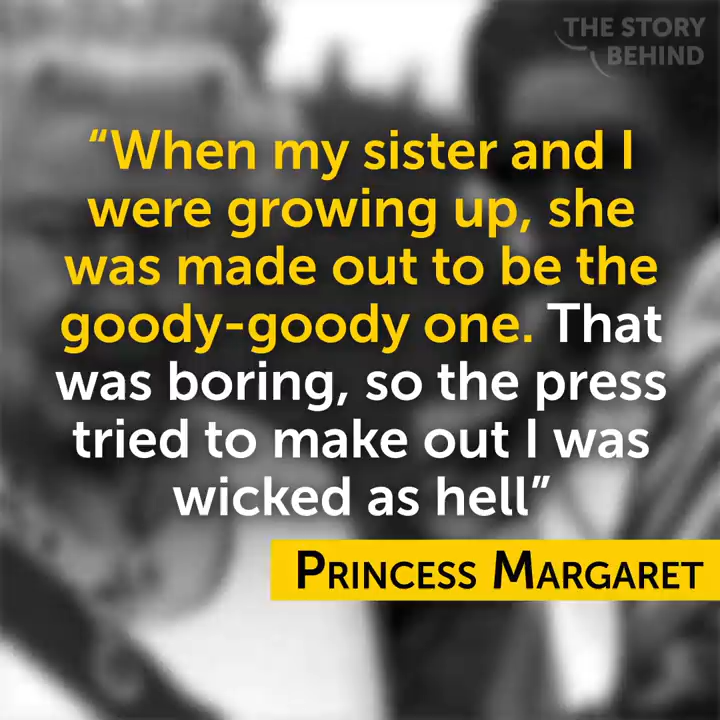 THE STORY
BEHIND
“When my sister and I
were growing up, she
was made out to be the
goody-goody one. That
was boring, so the press
tried to make out I was
wicked as hell”
PRINCESS MARGARET